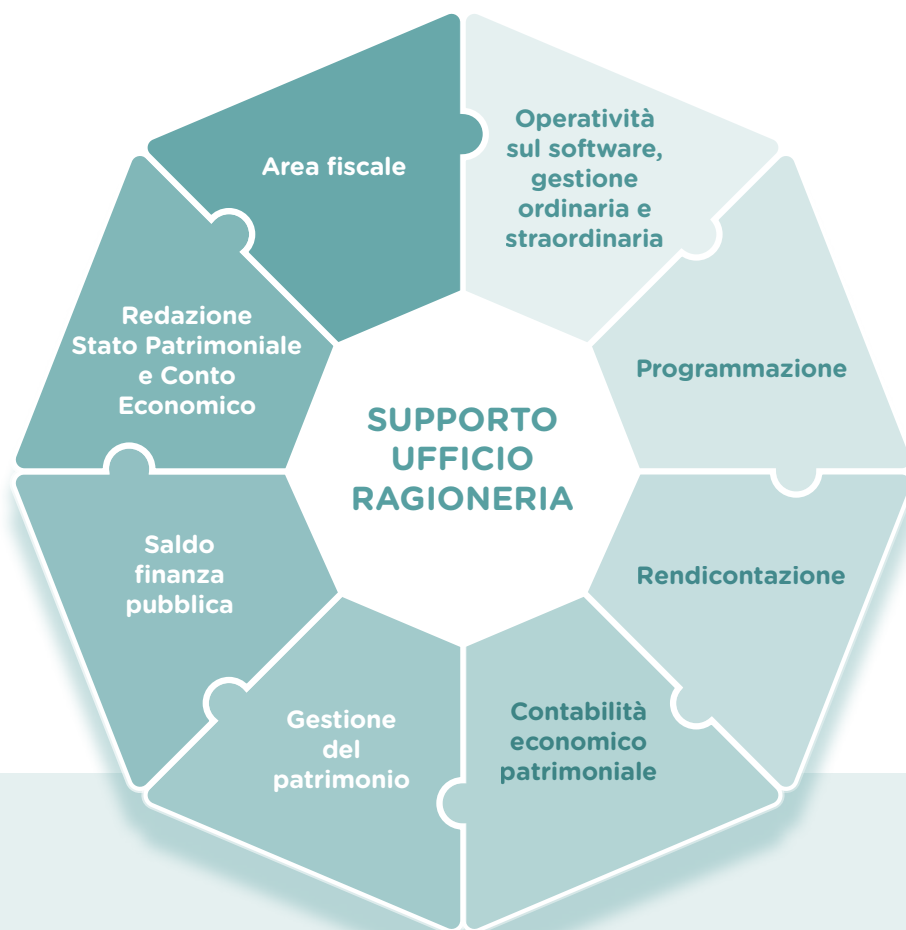 Area fiscale
Operatività
sul software,
gestione
ordinaria e
straordinaria
Programmazione
Rendicontazione
Contabilità
economico
patrimoniale
Gestione
del
patrimonio
Saldo
finanza
pubblica
Redazione
Stato Patrimoniale
e Conto
Economico
SUPPORTO
UFFICIO
RAGIONERIA